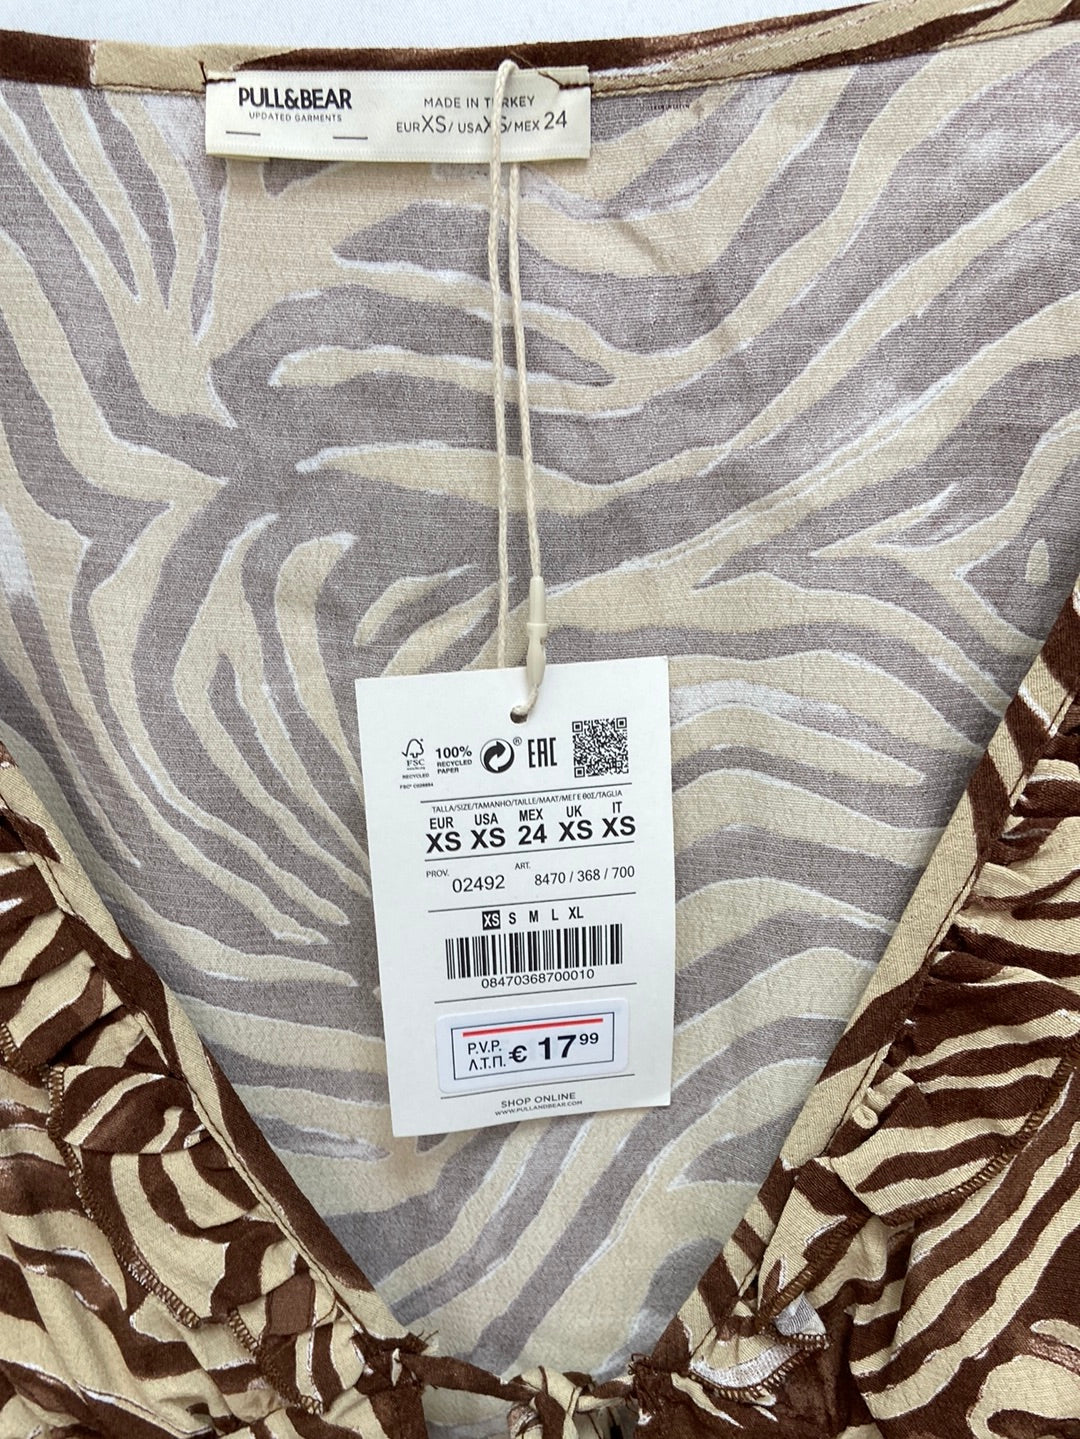 PULL&BEAR
UPDATED GARMENTS
MADE IN TURKEY
EUR XS / USA XS / MEX 24
FSC
RECYCLED
100%
RECYCLED
PAPER
®
EAC
TALLA/SIZE/TAMANHO/TAILLE/MAAT/ΜΕΓΕΘΟΣ/TAGLIA
EUR USA MEX UK IT
XS XS 24 XS XS
PROV. 02492 ART. 8470 / 368 / 700
XS S M L XL
08470368700010
P.V.P.
Λ.Τ.Π. € 17 99
SHOP ONLINE
WWW.PULLANDBEAR.COM